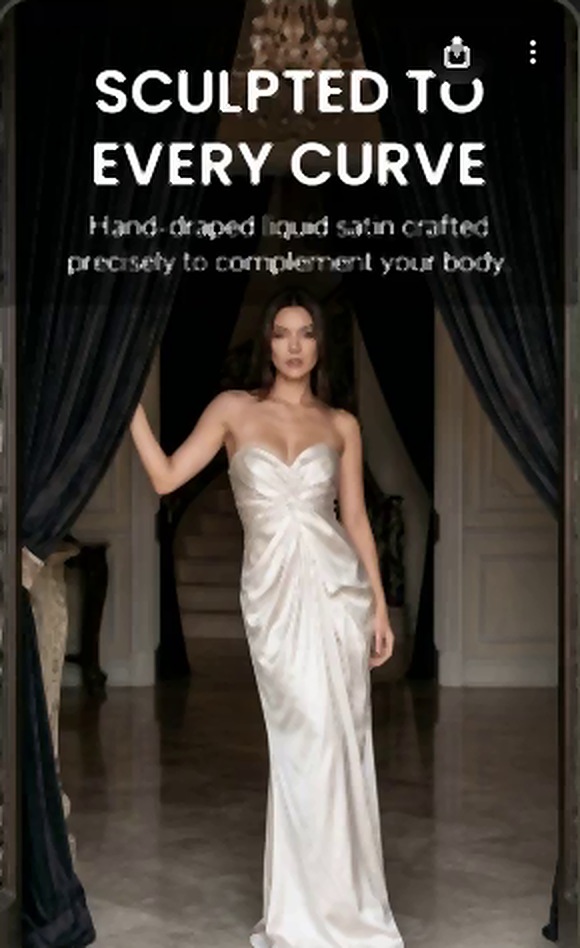 SCULPTED TO
EVERY CURVE
Hand-draped liquid satin crafted
precisely to complement your body.